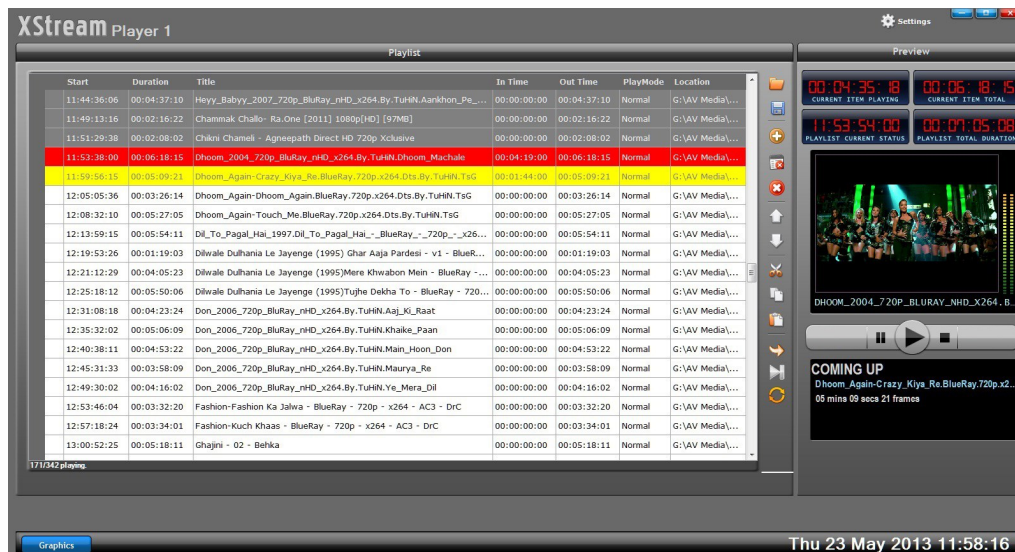 XStream Player 1
Settings
Playlist
Preview
Start Duration Title In Time Out Time PlayMode Location
11:44:36:06 00:04:37:10 Heyy_Babyy_2007_720p_BluRay_nHD_x264.By.TuHiN.Aankhon_Pe_... 00:00:00:00 00:04:37:10 Normal G:\AV Media\...
11:49:13:16 00:02:16:22 Chammak Challo- Ra.One [2011] 1080p[HD] [97MB] 00:00:00:00 00:02:16:22 Normal G:\AV Media\...
11:51:29:38 00:02:08:02 Chikni Chameli - Agneepath Direct HD 720p Xclusive 00:00:00:00 00:02:08:02 Normal G:\AV Media\...
11:53:38:00 00:06:18:15 Dhoom_2004_720p_BluRay_nHD_x264.By.TuHiN.Dhoom_Machale 00:04:19:00 00:06:18:15 Normal G:\AV Media\...
11:59:56:15 00:05:09:21 Dhoom_Again-Crazy_Kiya_Re.BlueRay.720p.x264.Dts.By.TuHiN.TsG 00:01:44:00 00:05:09:21 Normal G:\AV Media\...
12:05:05:36 00:03:26:14 Dhoom_Again-Dhoom_Again.BlueRay.720p.x264.Dts.By.TuHiN.TsG 00:00:00:00 00:03:26:14 Normal G:\AV Media\...
12:08:32:10 00:05:27:05 Dhoom_Again-Touch_Me.BlueRay.720p.x264.Dts.By.TuHiN.TsG 00:00:00:00 00:05:27:05 Normal G:\AV Media\...
12:13:59:15 00:05:54:11 Dil_To_Pagal_Hai_1997.Dil_To_Pagal_Hai_-_BlueRay_-_720p_-_x26... 00:00:00:00 00:05:54:11 Normal G:\AV Media\...
12:19:53:26 00:01:19:03 Dilwale Dulhania Le Jayenge (1995) Ghar Aaja Pardesi - v1 - BlueR... 00:00:00:00 00:01:19:03 Normal G:\AV Media\...
12:21:12:29 00:04:05:23 Dilwale Dulhania Le Jayenge (1995)Mere Khwabon Mein - BlueRay -... 00:00:00:00 00:04:05:23 Normal G:\AV Media\...
12:25:18:12 00:05:50:06 Dilwale Dulhania Le Jayenge (1995)Tujhe Dekha To - BlueRay - 720... 00:00:00:00 00:05:50:06 Normal G:\AV Media\...
12:31:08:18 00:04:23:24 Don_2006_720p_BluRay_nHD_x264.By.TuHiN.Aaj_Ki_Raat 00:00:00:00 00:04:23:24 Normal G:\AV Media\...
12:35:32:02 00:05:06:09 Don_2006_720p_BluRay_nHD_x264.By.TuHiN.Khaike_Paan 00:00:00:00 00:05:06:09 Normal G:\AV Media\...
12:40:38:11 00:04:53:22 Don_2006_720p_BluRay_nHD_x264.By.TuHiN.Main_Hoon_Don 00:00:00:00 00:04:53:22 Normal G:\AV Media\...
12:45:31:33 00:03:58:09 Don_2006_720p_BluRay_nHD_x264.By.TuHiN.Maurya_Re 00:00:00:00 00:03:58:09 Normal G:\AV Media\...
12:49:30:02 00:04:16:02 Don_2006_720p_BluRay_nHD_x264.By.TuHiN.Ye_Mera_Dil 00:00:00:00 00:04:16:02 Normal G:\AV Media\...
12:53:46:04 00:03:32:20 Fashion-Fashion Ka Jalwa - BlueRay - 720p - x264 - AC3 - DrC 00:00:00:00 00:03:32:20 Normal G:\AV Media\...
12:57:18:24 00:03:34:01 Fashion-Kuch Khaas - BlueRay - 720p - x264 - AC3 - DrC 00:00:00:00 00:03:34:01 Normal G:\AV Media\...
13:00:52:25 00:05:18:11 Ghajini - 02 - Behka 00:00:00:00 00:05:18:11 Normal G:\AV Media\...
171/342 playing.
00:04:35:18 00:06:18:15
CURRENT ITEM PLAYING CURRENT ITEM TOTAL
11:53:54:00 00:07:05:08
PLAYLIST CURRENT STATUS PLAYLIST TOTAL DURATION
DHOOM_2004_720P_BLURAY_NHD_X264.B...
COMING UP
Dhoom_Again-Crazy_Kiya_Re.BlueRay.720p.x2...
05 mins 09 secs 21 frames
Graphics
Thu 23 May 2013 11:58:16